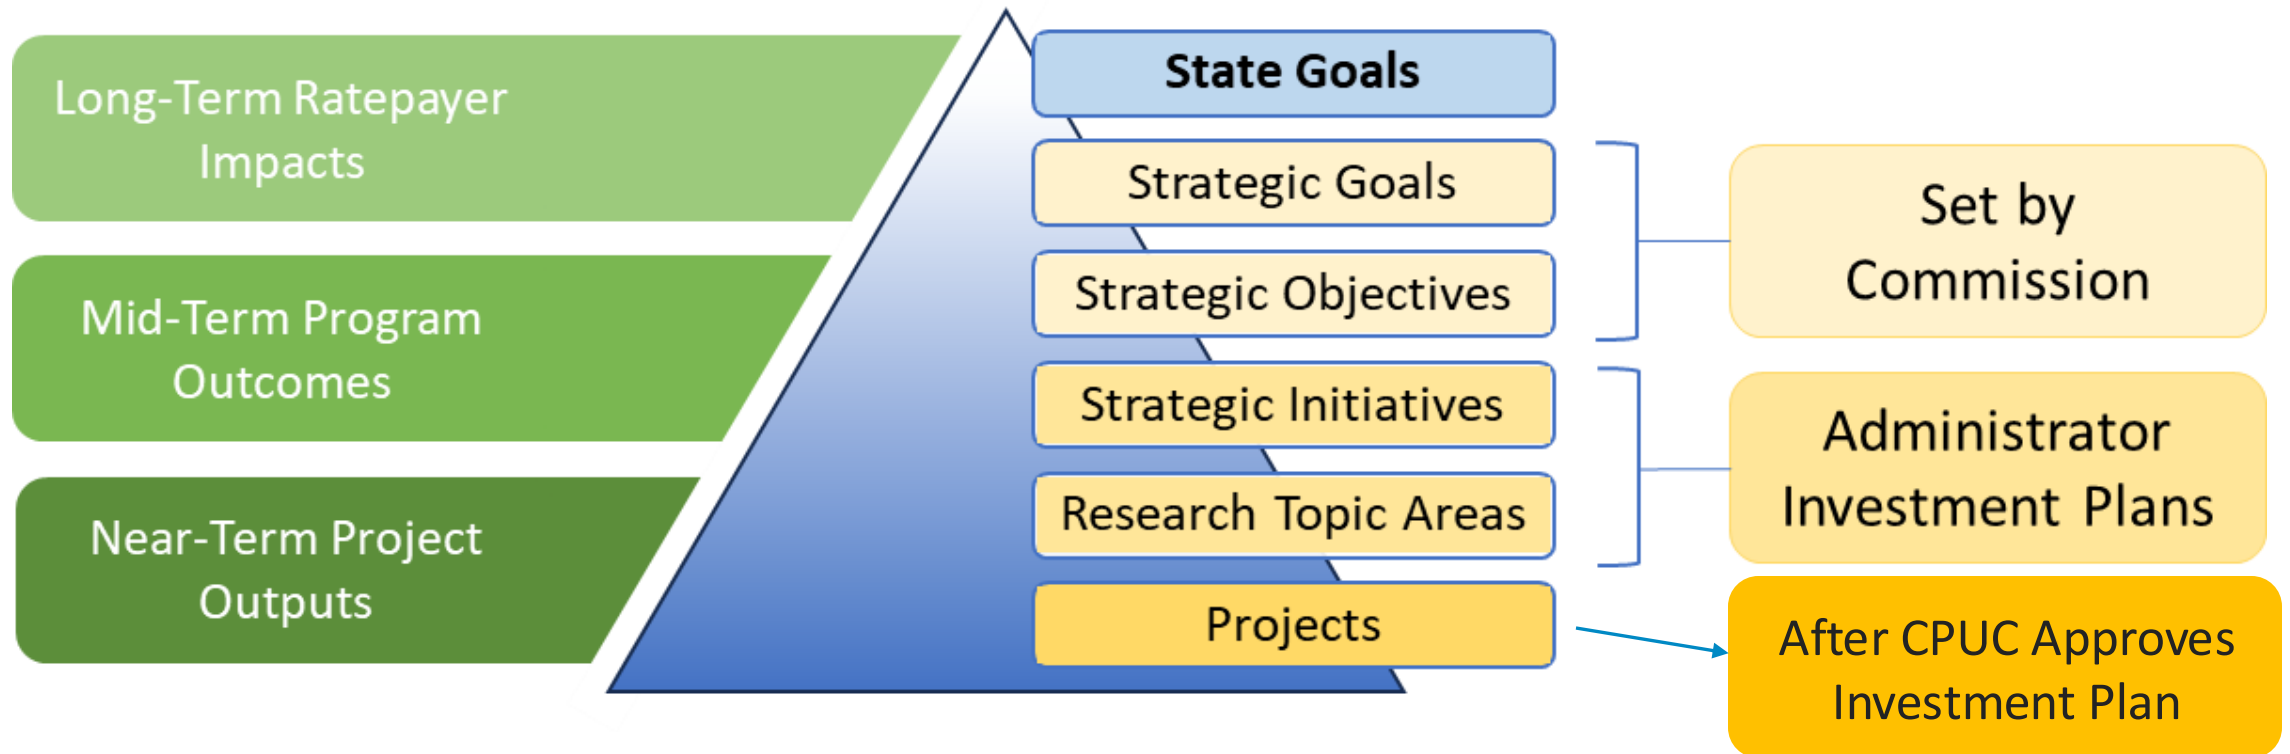 Long-Term Ratepayer
Impacts
Mid-Term Program
Outcomes
Near-Term Project
Outputs
State Goals
Strategic Goals
Strategic Objectives
Strategic Initiatives
Research Topic Areas
Projects
Set by
Commission
Administrator
Investment Plans
After CPUC Approves
Investment Plan